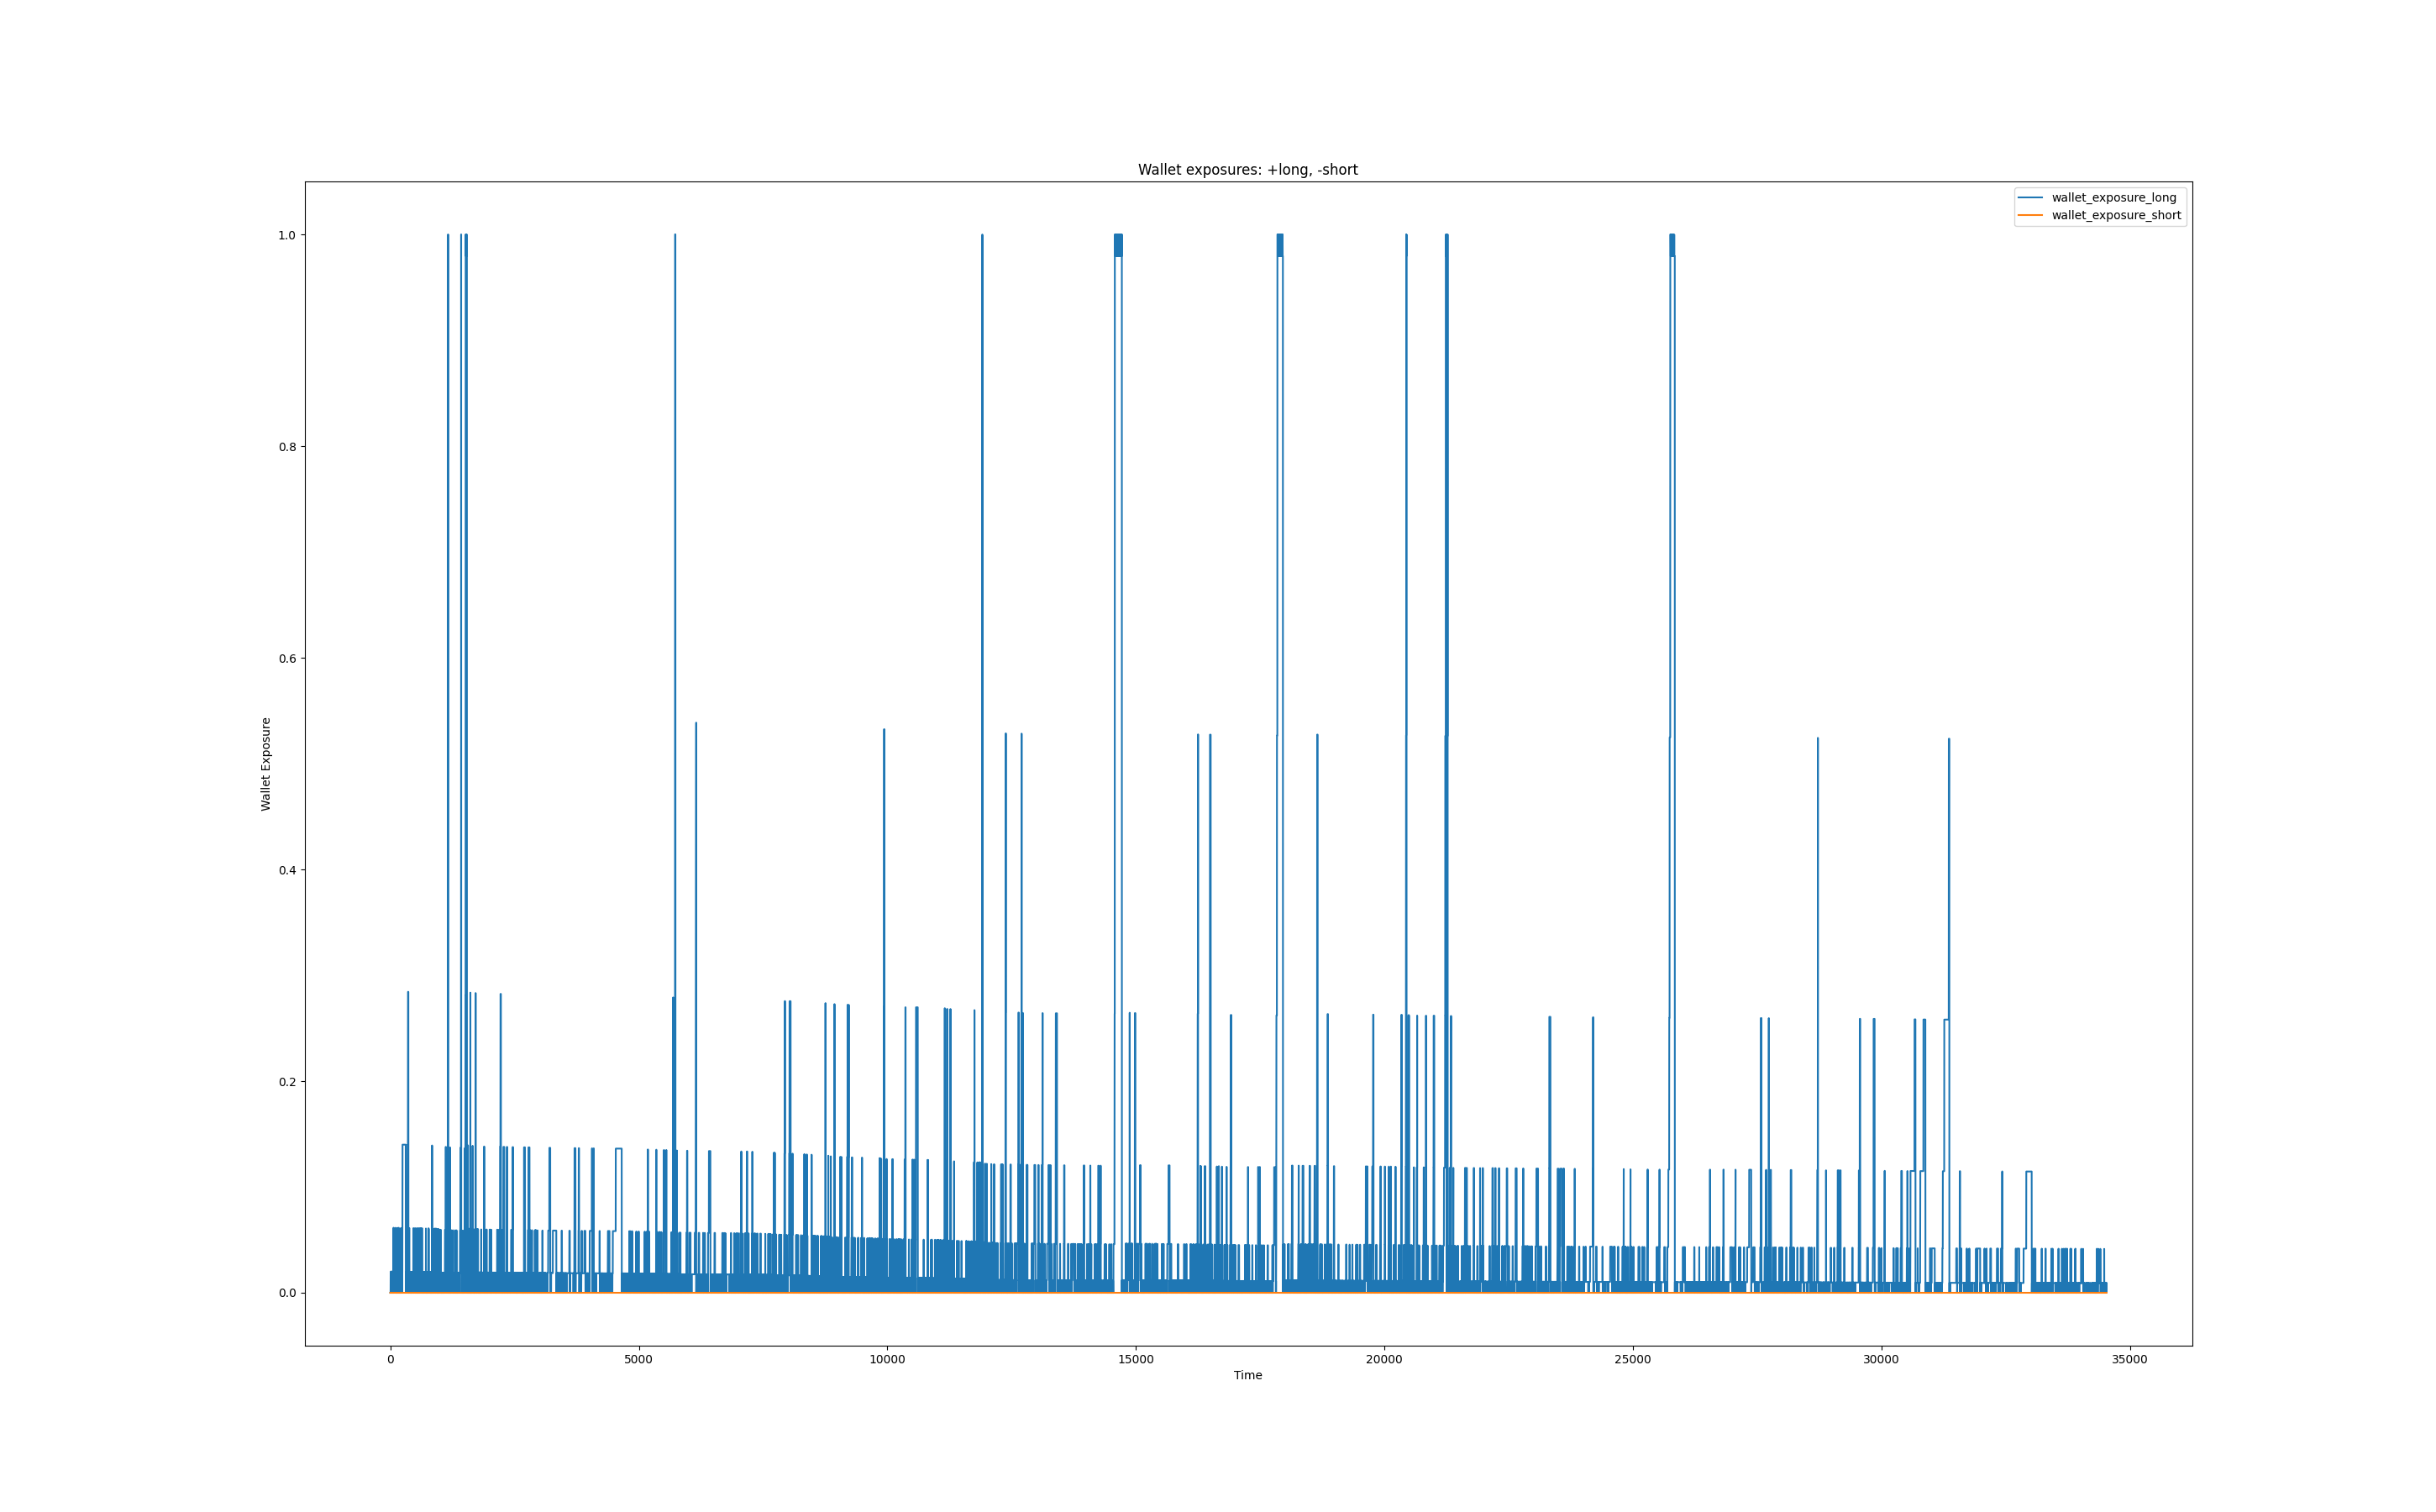 Wallet exposures: +long, -short
wallet_exposure_long
wallet_exposure_short
1.0
0.8
0.6
0.4
0.2
0.0
Wallet Exposure
0 5000 10000 15000 20000 25000 30000 35000
Time